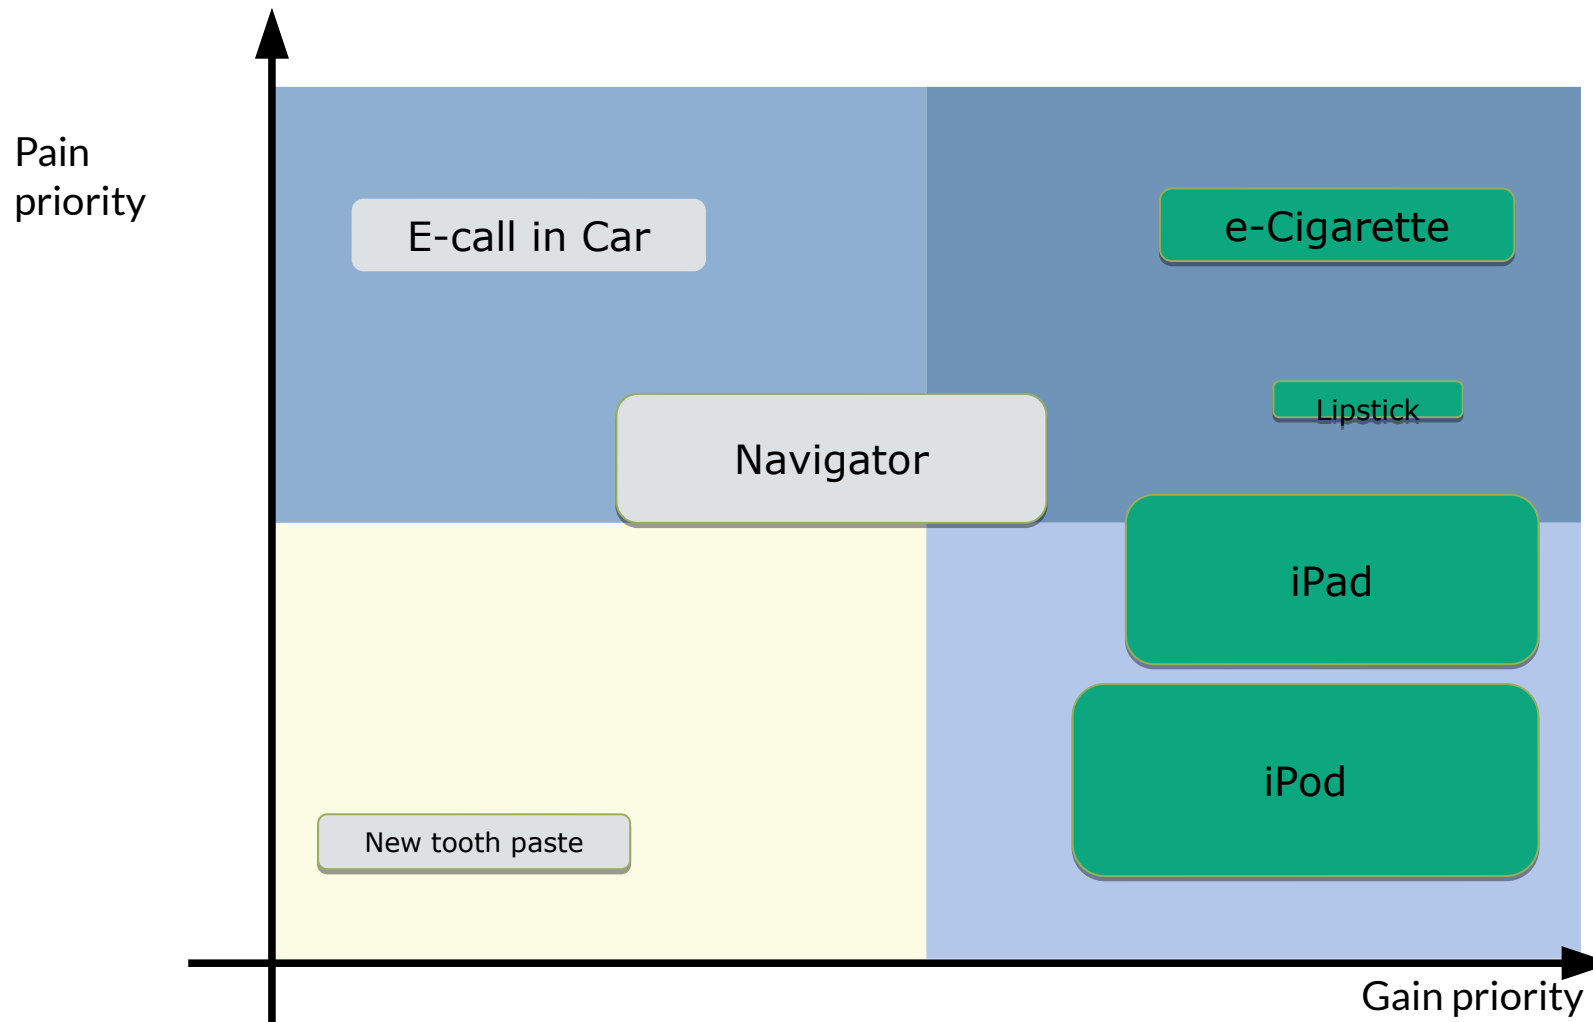 Pain
priority
E-call in Car
e-Cigarette
Lipstick
Navigator
iPad
iPod
New tooth paste
Gain priority